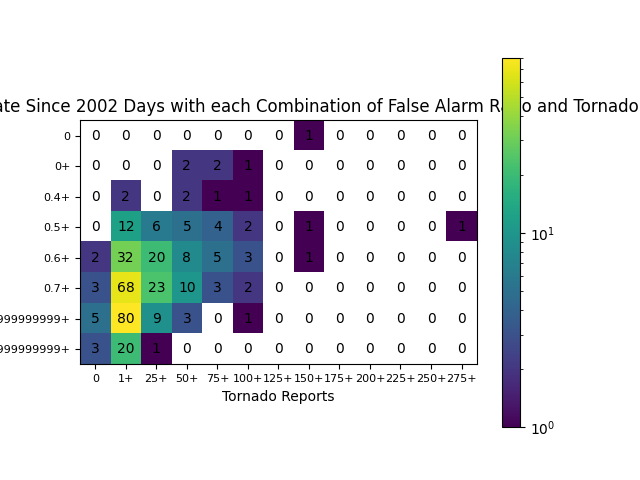 ate Since 2002 Days with each Combination of False Alarm Ratio and Tornado
0 0 0 0 0 0 0 0 1 0 0 0 0 0
0+ 0 0 0 2 2 1 0 0 0 0 0 0 0
0.4+ 0 2 0 2 1 1 0 0 0 0 0 0 0
0.5+ 0 12 6 5 4 2 0 1 0 0 0 0 1
0.6+ 2 32 20 8 5 3 0 1 0 0 0 0 0
0.7+ 3 68 23 10 3 2 0 0 0 0 0 0 0
999999999+ 5 80 9 3 0 1 0 0 0 0 0 0 0
999999999+ 3 20 1 0 0 0 0 0 0 0 0 0 0
0 1+ 25+ 50+ 75+ 100+ 125+ 150+ 175+ 200+ 225+ 250+ 275+
Tornado Reports
10¹
10⁰